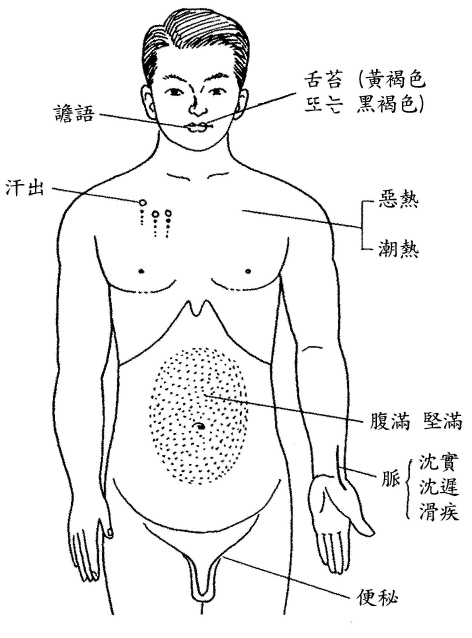 舌苔 (黃褐色
또는 黑褐色)
譫語
汗出
惡熱
潮熱
腹滿 堅滿
脈
沈實
沈遲
滑疾
便秘